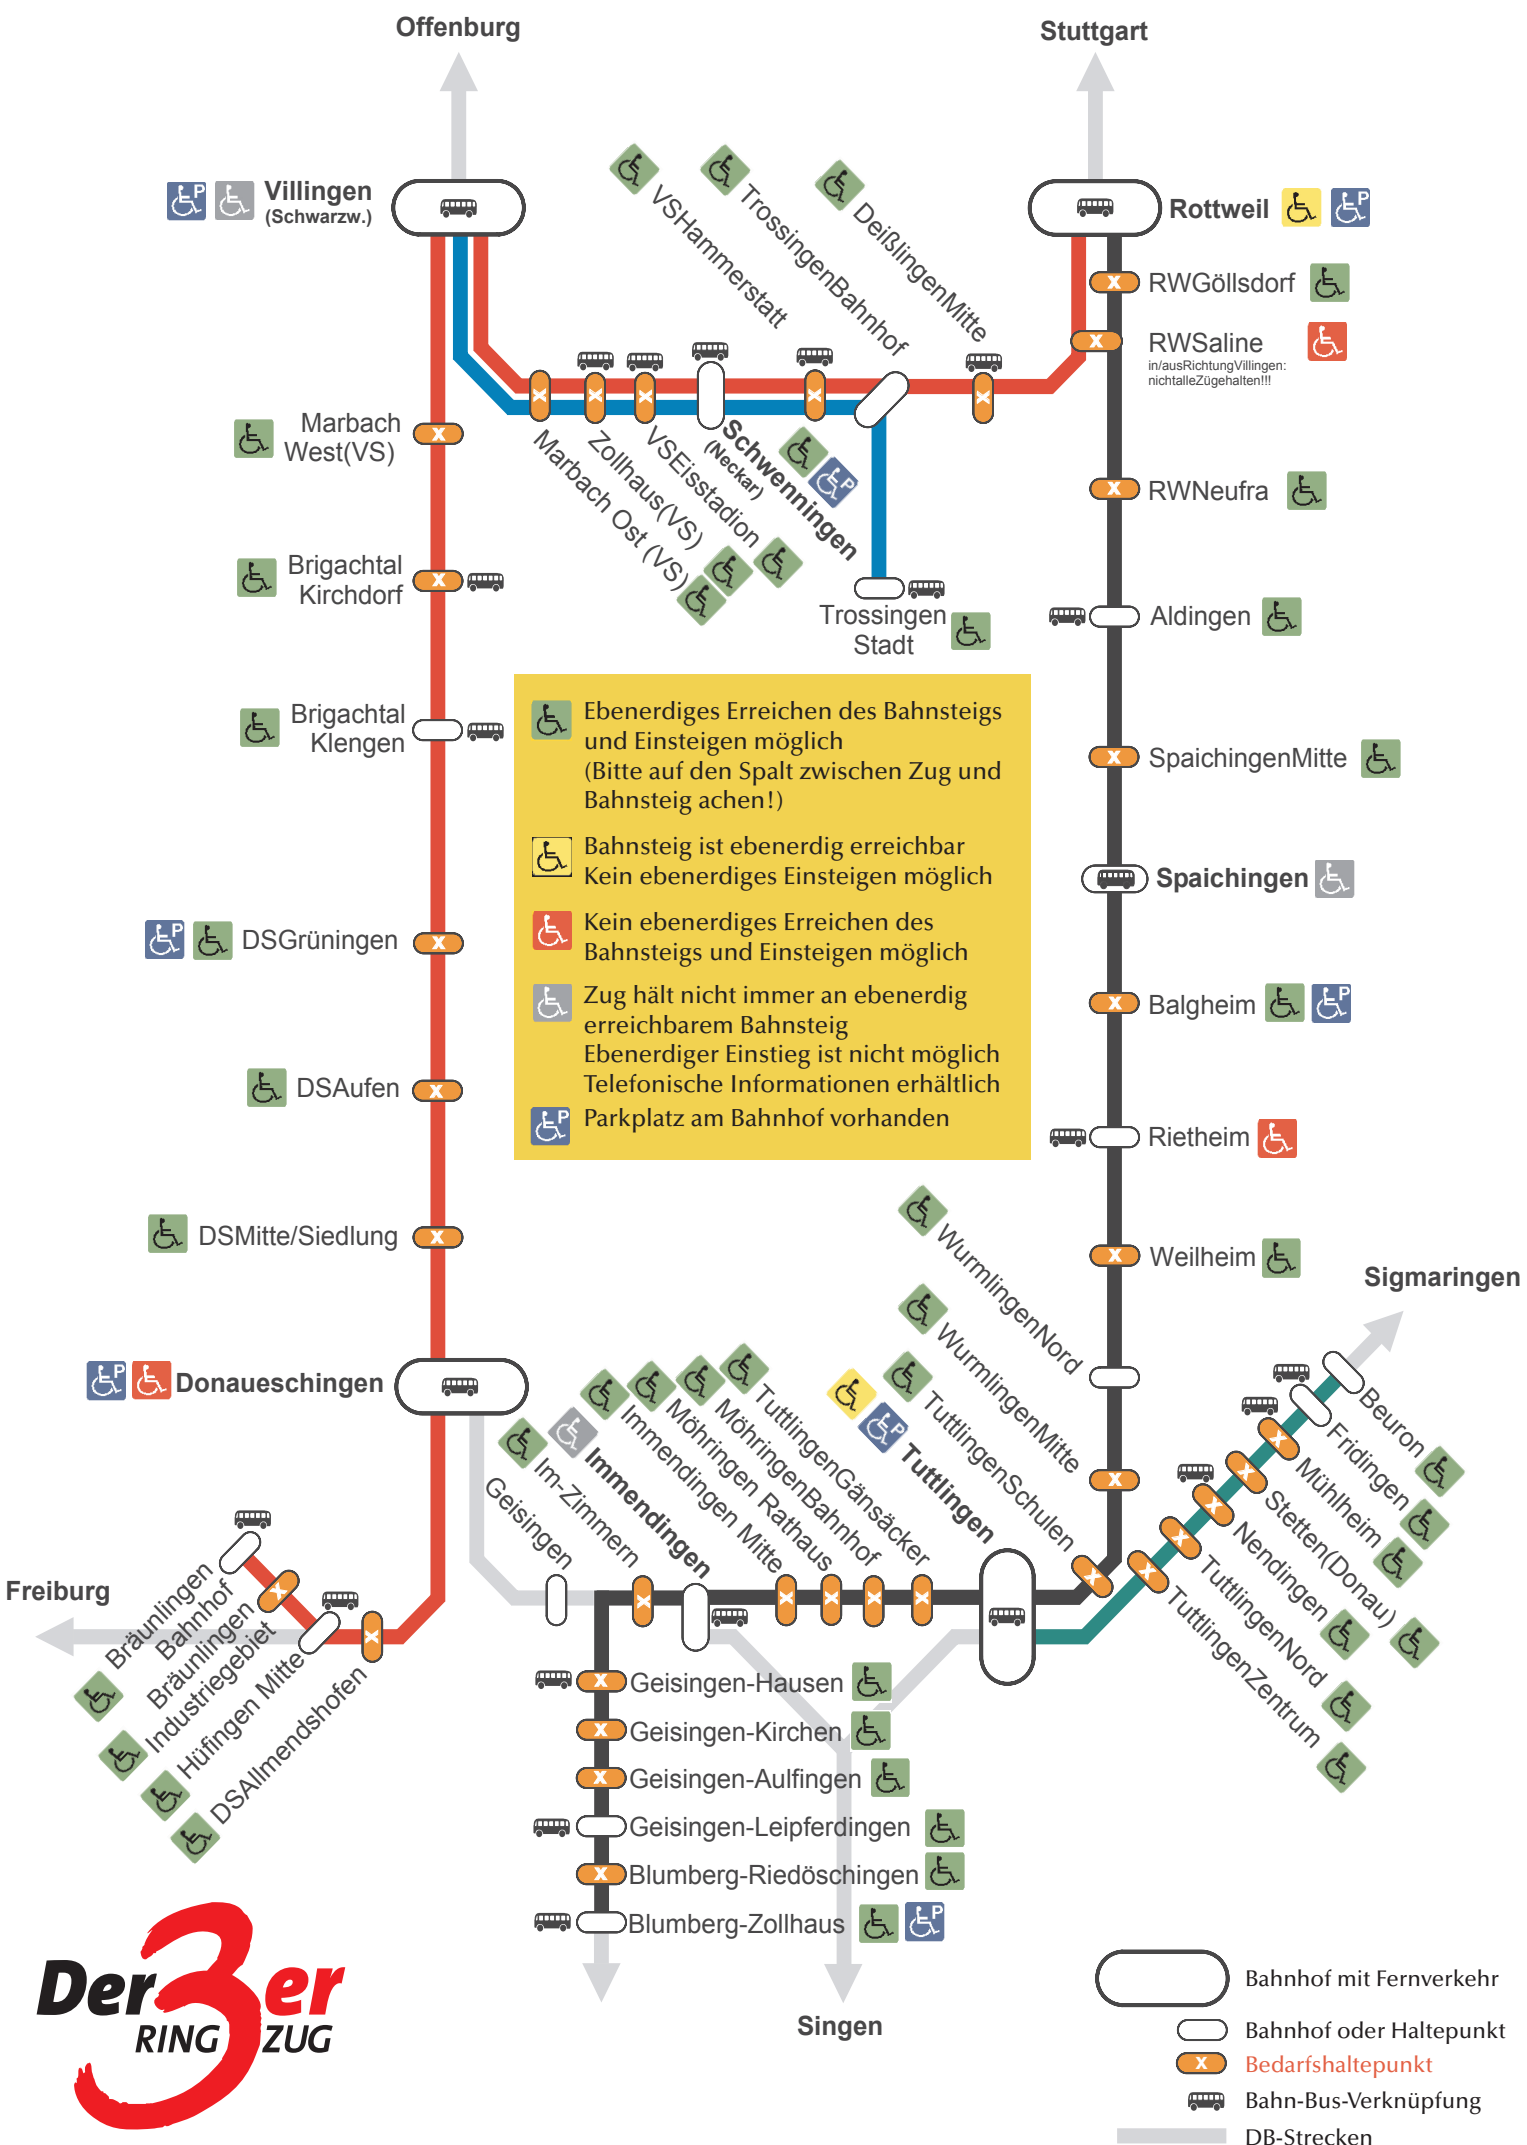 Offenburg
Stuttgart
Villingen
(Schwarzw.)
VSHammerstatt
TrossingenBahnhof
DeißlingenMitte
Rottweil
RWGöllsdorf
RWSaline
in/ausRichtungVillingen:
nichtalleZügehalten!!!
Marbach
West(VS)
Marbach Ost (VS)
Zollhaus(VS)
VSEisstadion
Schwenningen
(Neckar)
RWNeufra
Brigachtal
Kirchdorf
Trossingen
Stadt
Aldingen
Brigachtal
Klengen
Ebenerdiges Erreichen des Bahnsteigs
und Einsteigen möglich
(Bitte auf den Spalt zwischen Zug und
Bahnsteig achen!)
Bahnsteig ist ebenerdig erreichbar
Kein ebenerdiges Einsteigen möglich
Kein ebenerdiges Erreichen des
Bahnsteigs und Einsteigen möglich
Zug hält nicht immer an ebenerdig
erreichbarem Bahnsteig
Ebenerdiger Einstieg ist nicht möglich
Telefonische Informationen erhältlich
P Parkplatz am Bahnhof vorhanden
SpaichingenMitte
Spaichingen
DSGrüningen
Balgheim
DSAufen
Rietheim
DSMitte/Siedlung
Weilheim
Sigmaringen
Donaueschingen
Geisingen
Im-Zimmern
Immendingen
Immendingen Mitte
Möhringen Rathaus
MöhringenBahnhof
TuttlingenGänsäcker
Tuttlingen
TuttlingenSchulen
WurmlingenMitte
WurmlingenNord
Beuron
Fridingen
Mühlheim
Stetten(Donau)
Nendingen
TuttlingenNord
TuttlingenZentrum
Freiburg
Bräunlingen
Bahnhof
Bräunlingen
Industriegebiet
Hüfingen Mitte
DSAllmendshofen
Geisingen-Hausen
Geisingen-Kirchen
Geisingen-Aulfingen
Geisingen-Leipferdingen
Blumberg-Riedöschingen
Blumberg-Zollhaus
Singen
Der 3er
RING ZUG
Bahnhof mit Fernverkehr
Bahnhof oder Haltepunkt
X Bedarfshaltepunkt
Bahn-Bus-Verknüpfung
DB-Strecken